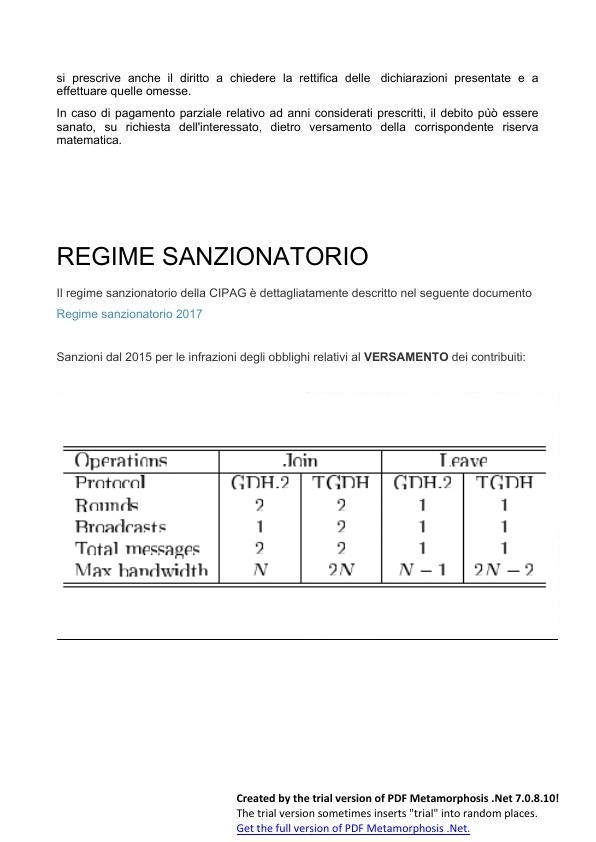 si prescrive anche il diritto a chiedere la rettifica delle dichiarazioni presentate e a
effettuare quelle omesse.
In caso di pagamento parziale relativo ad anni considerati prescritti, il debito pùò essere
sanato, su richiesta dell'interessato, dietro versamento della corrispondente riserva
matematica.
REGIME SANZIONATORIO
Il regime sanzionatorio della CIPAG è dettagliatamente descritto nel seguente documento
Regime sanzionatorio 2017
Sanzioni dal 2015 per le infrazioni degli obblighi relativi al VERSAMENTO dei contribuiti:
Operations Join Leave
Protocol GDH.2 TGDH GDH.2 TGDH
Rounds 2 2 1 1
Broadcasts 1 2 1 1
Total messages 2 2 1 1
Max bandwidth N 2N N − 1 2N − 2
Created by the trial version of PDF Metamorphosis .Net 7.0.8.10!
The trial version sometimes inserts "trial" into random places.
Get the full version of PDF Metamorphosis .Net.